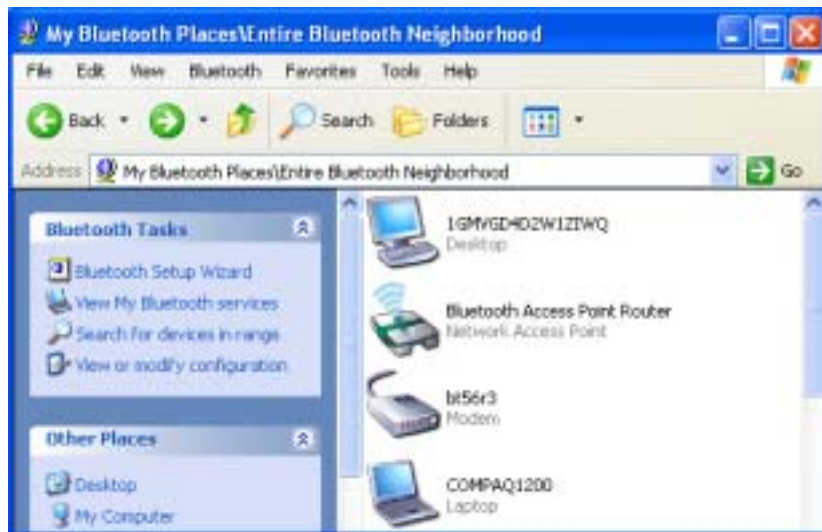 My Bluetooth Places\Entire Bluetooth Neighborhood
File Edit View Bluetooth Favorites Tools Help
Back Search Folders
Address My Bluetooth Places\Entire Bluetooth Neighborhood Go
Bluetooth Tasks
Bluetooth Setup Wizard
View My Bluetooth services
Search for devices in range
View or modify configuration
Other Places
Desktop
My Computer
Desktop
Bluetooth Access Point Router
Network Access Point
bt56r3
Modem
COMPAQ1200
Laptop